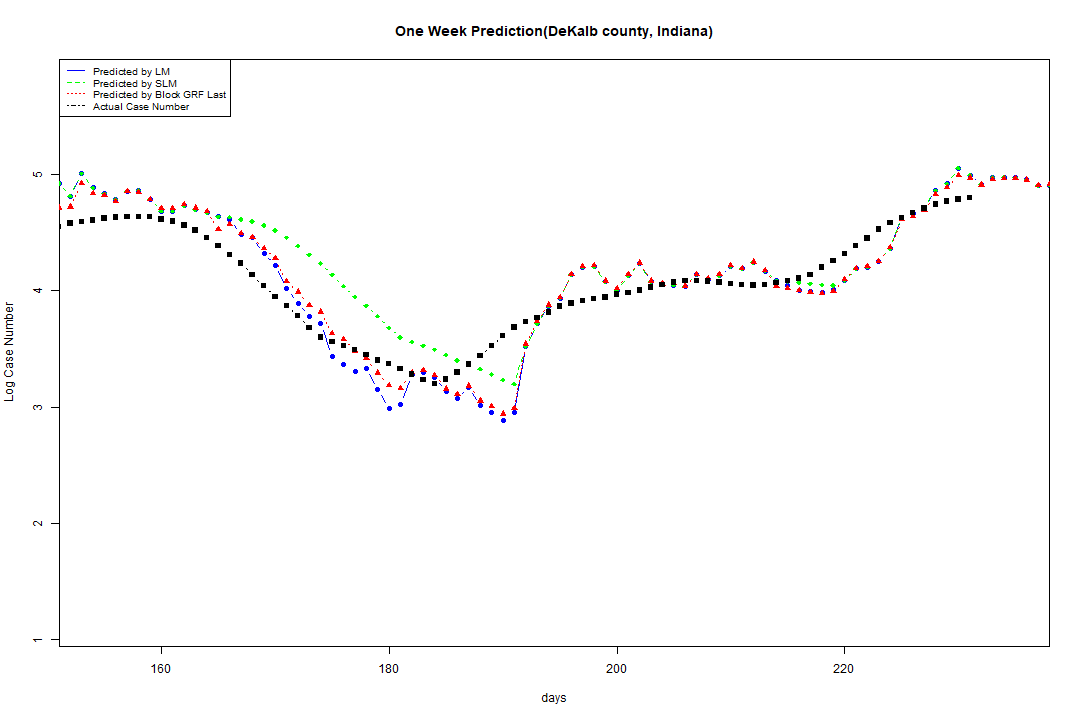 One Week Prediction(DeKalb county, Indiana)
Predicted by LM
Predicted by SLM
Predicted by Block GRF Last
Actual Case Number
5
4
3
2
1
Log Case Number
160 180 200 220
days